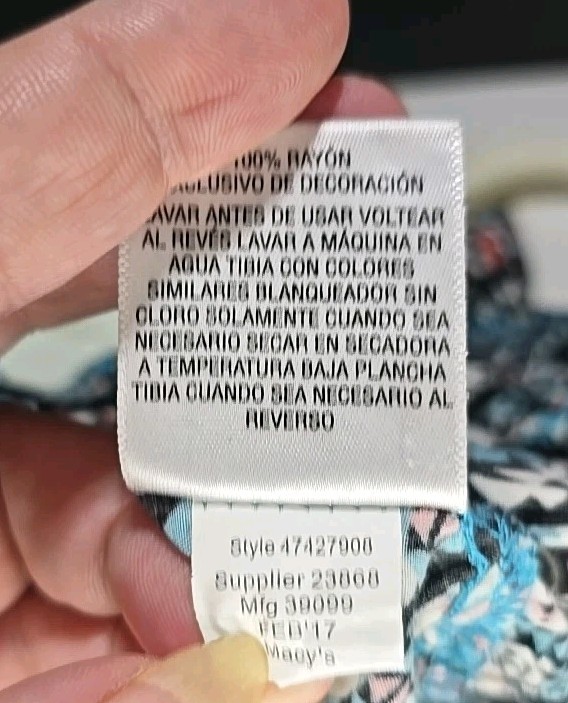 100% RAYÓN
EXCLUSIVO DE DECORACIÓN
LAVAR ANTES DE USAR VOLTEAR
AL REVÉS LAVAR A MÁQUINA EN
AGUA TIBIA CON COLORES
SIMILARES BLANQUEADOR SIN
CLORO SOLAMENTE CUANDO SEA
NECESARIO SECAR EN SECADORA
A TEMPERATURA BAJA PLANCHA
TIBIA CUANDO SEA NECESARIO AL
REVERSO
Style 47427908
Supplier 23868
Mfg 39099
FEB'17
Macy's